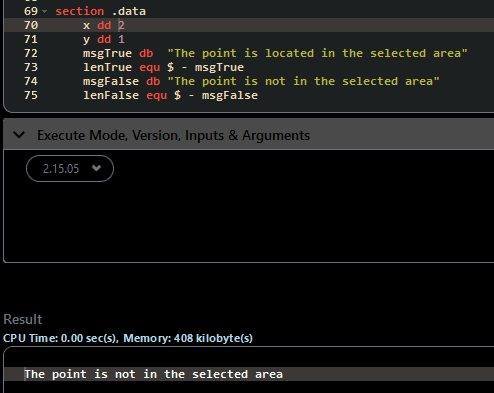 69 section .data
70 x dd 2
71 y dd 1
72 msgTrue db "The point is located in the selected area"
73 lenTrue equ $ - msgTrue
74 msgFalse db "The point is not in the selected area"
75 lenFalse equ $ - msgFalse
Execute Mode, Version, Inputs & Arguments
2.15.05
Result
CPU Time: 0.00 sec(s), Memory: 408 kilobyte(s)
The point is not in the selected area